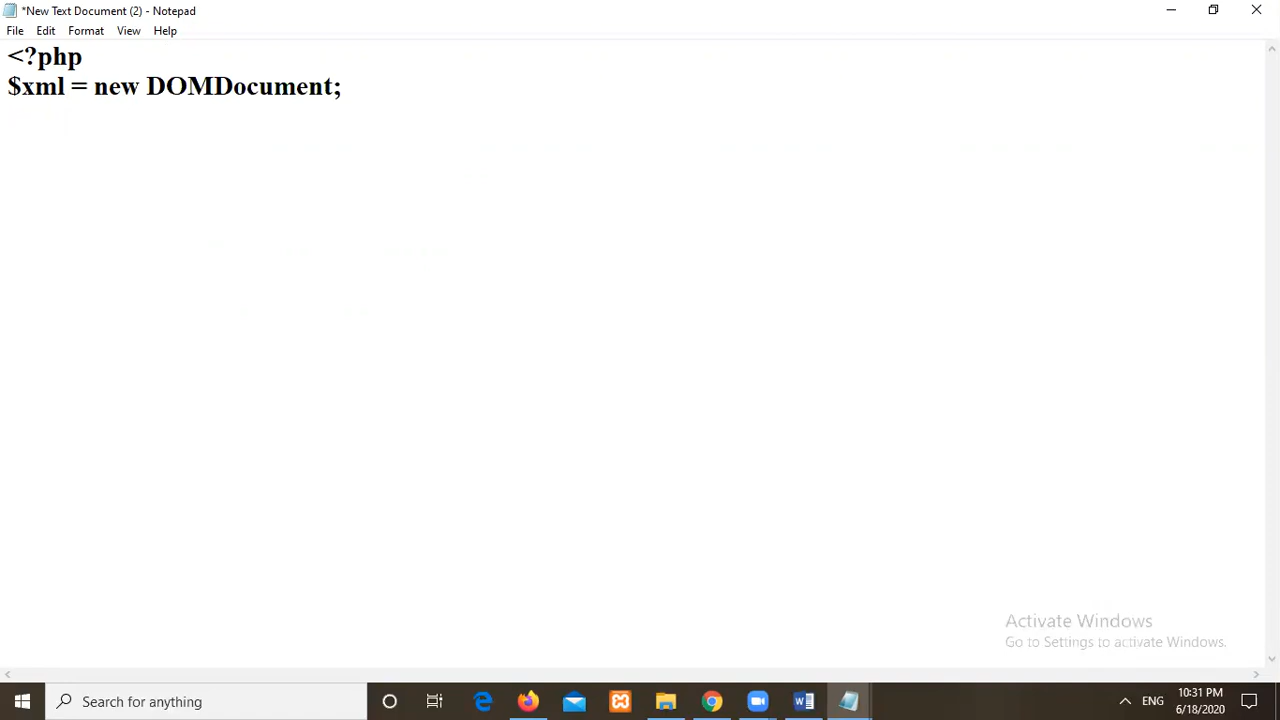 *New Text Document (2) - Notepad
File Edit Format View Help
<?php
$xml = new DOMDocument;
Activate Windows
Go to Settings to activate Windows.
Search for anything
ENG
10:31 PM
6/18/2020